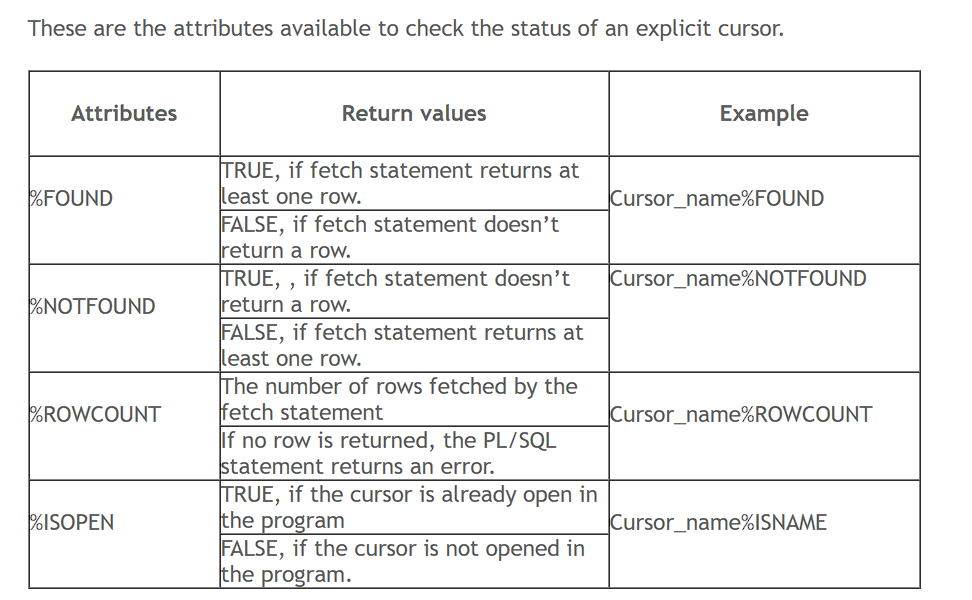 These are the attributes available to check the status of an explicit cursor.
Attributes
Return values
Example
%FOUND
TRUE, if fetch statement returns at
least one row.
FALSE, if fetch statement doesn’t
return a row.
Cursor_name%FOUND
%NOTFOUND
TRUE, , if fetch statement doesn’t
return a row.
FALSE, if fetch statement returns at
least one row.
Cursor_name%NOTFOUND
%ROWCOUNT
The number of rows fetched by the
fetch statement
If no row is returned, the PL/SQL
statement returns an error.
Cursor_name%ROWCOUNT
%ISOPEN
TRUE, if the cursor is already open in
the program
FALSE, if the cursor is not opened in
the program.
Cursor_name%ISNAME